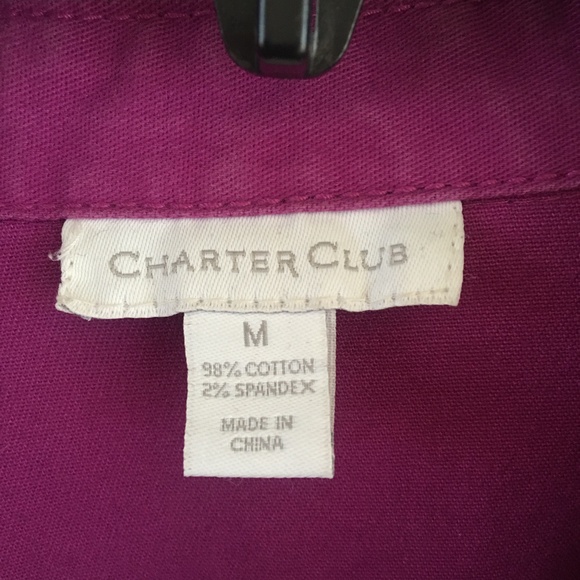 CHARTER CLUB
M
98% COTTON
2% SPANDEX
MADE IN
CHINA